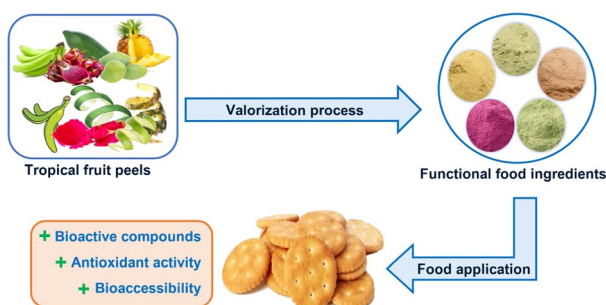 Valorization process
Tropical fruit peels
Functional food ingredients
+ Bioactive compounds
+ Antioxidant activity
+ Bioaccessibility
Food application